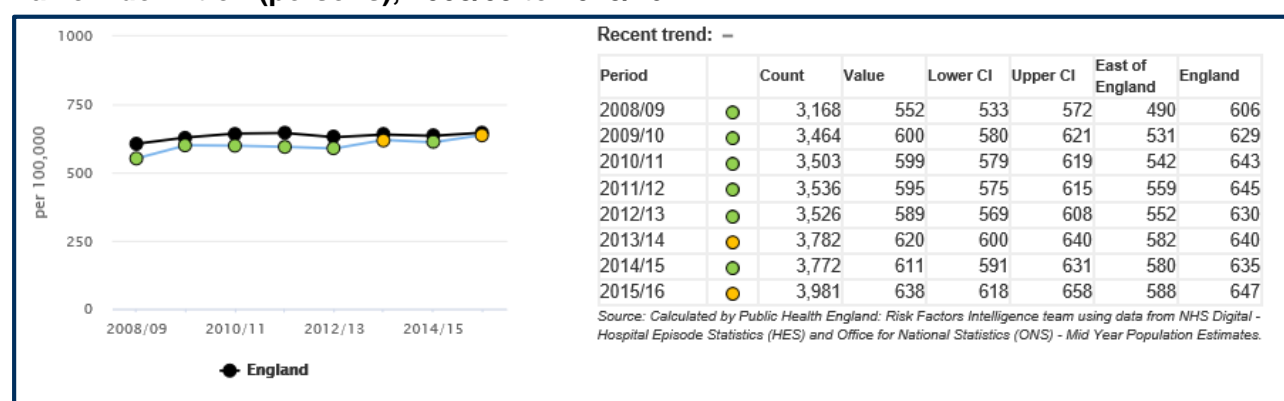 1000
750
500
250
0
per 100,000
2008/09 2010/11 2012/13 2014/15
England
Recent trend: –
Period Count Value Lower CI Upper CI East of England England
2008/09 3,168 552 533 572 490 606
2009/10 3,464 600 580 621 531 629
2010/11 3,503 599 579 619 542 643
2011/12 3,536 595 575 615 559 645
2012/13 3,526 589 569 608 552 630
2013/14 3,782 620 600 640 582 640
2014/15 3,772 611 591 631 580 635
2015/16 3,981 638 618 658 588 647
Source: Calculated by Public Health England: Risk Factors Intelligence team using data from NHS Digital -
Hospital Episode Statistics (HES) and Office for National Statistics (ONS) - Mid Year Population Estimates.